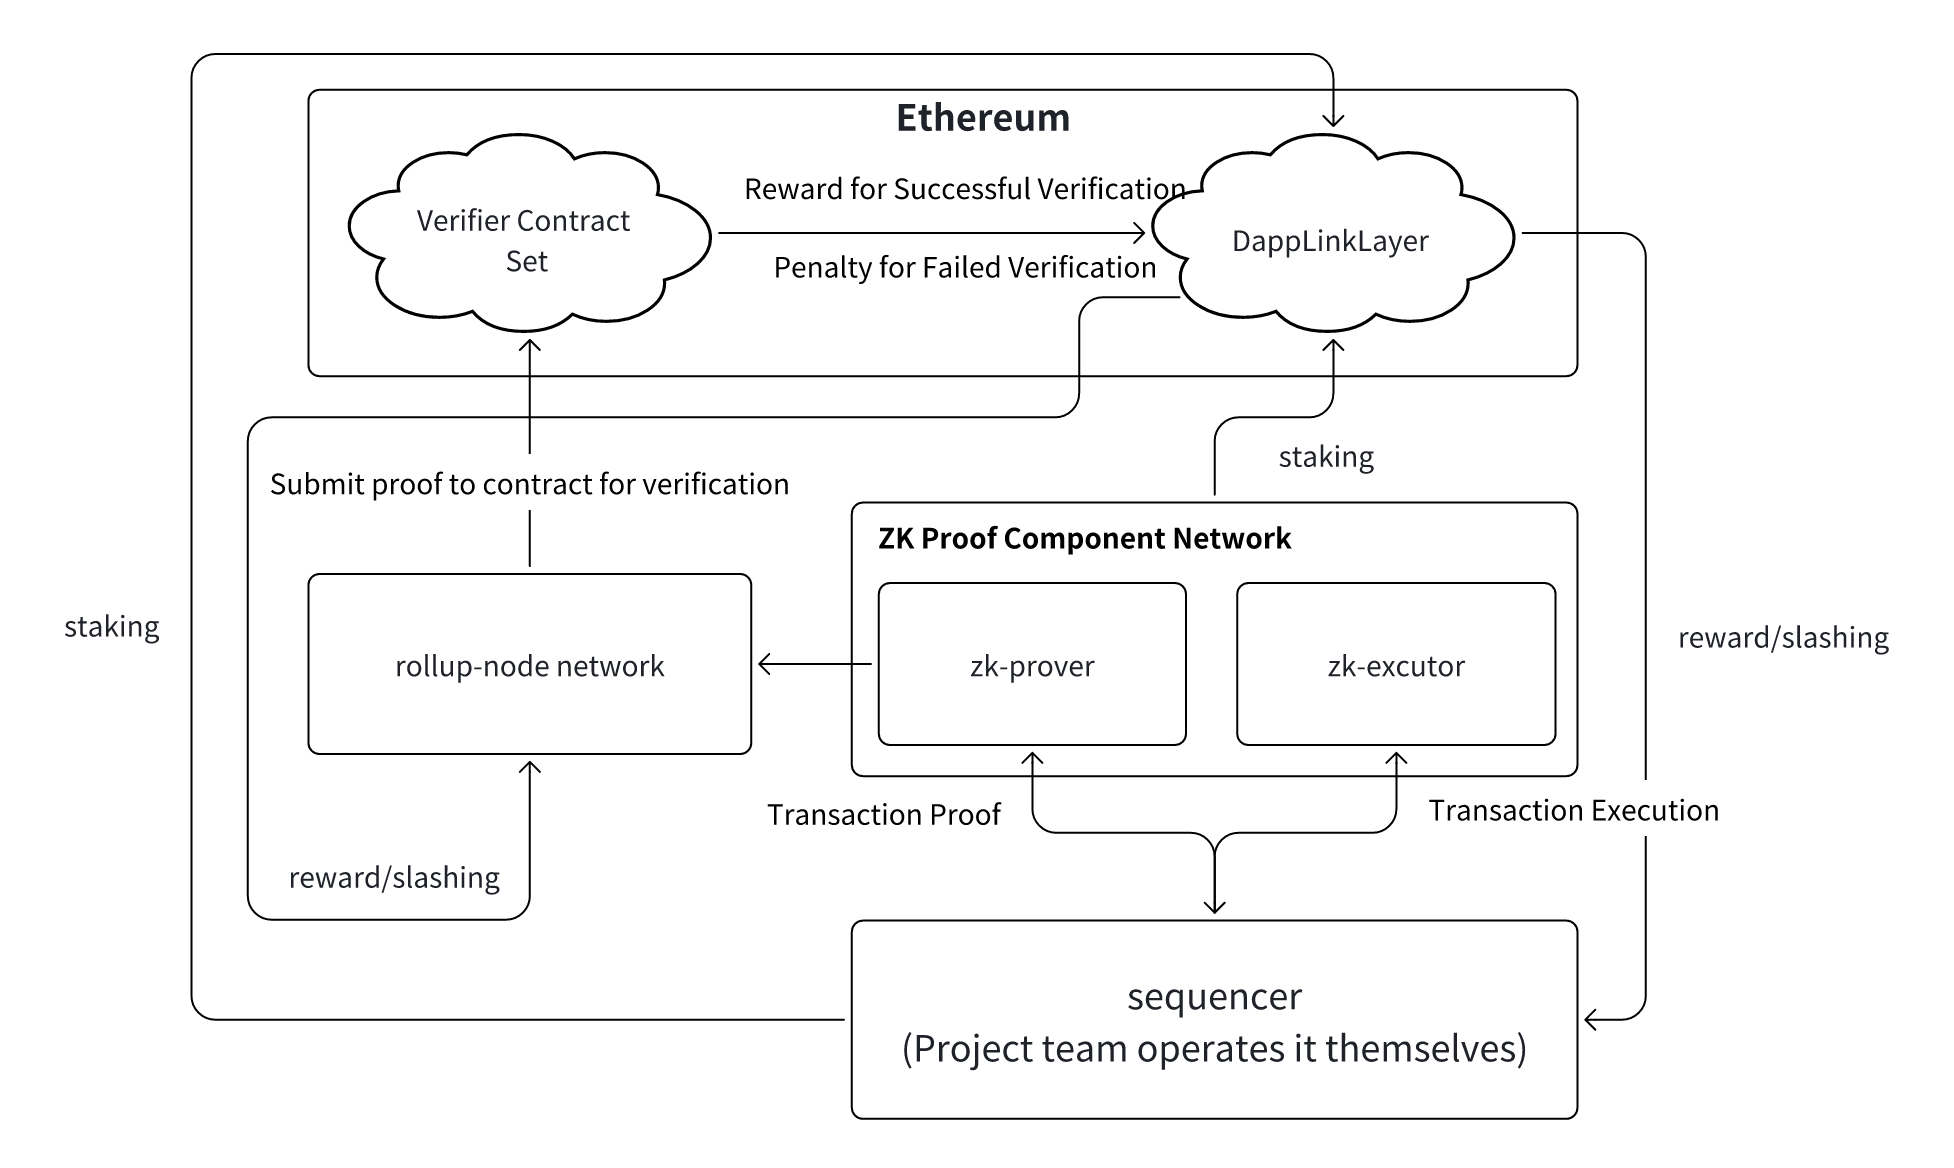 Ethereum
Reward for Successful Verification
Verifier Contract
Set
DappLinkLayer
Penalty for Failed Verification
staking
Submit proof to contract for verification
ZK Proof Component Network
staking
reward/slashing
rollup-node network
zk-prover
zk-excutor
Transaction Proof
Transaction Execution
reward/slashing
sequencer
(Project team operates it themselves)